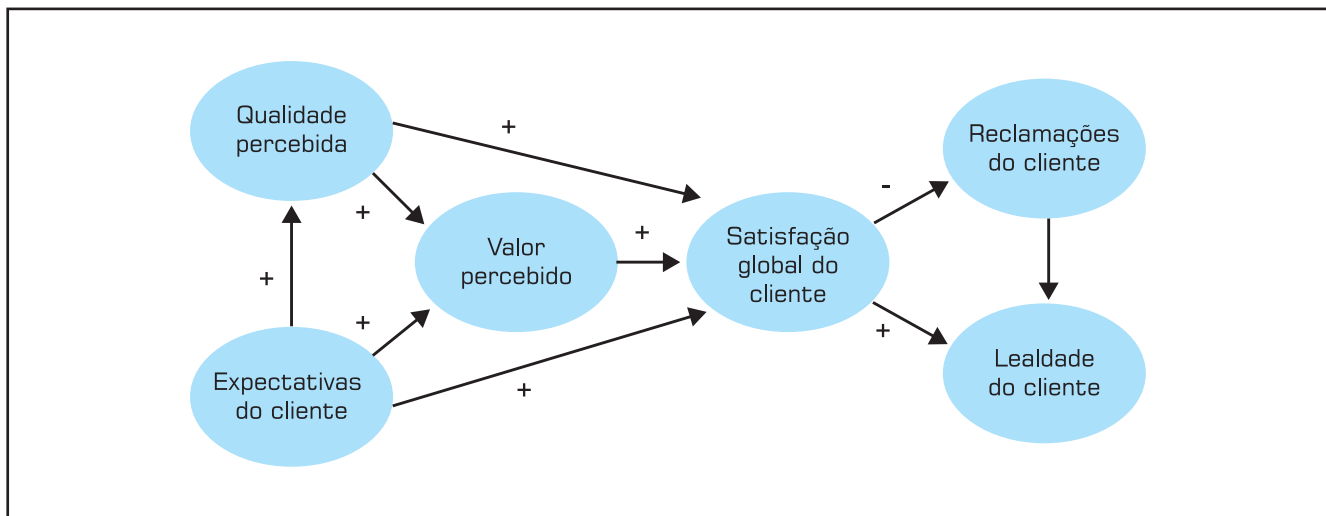 Qualidade
percebida
+
+
+
Valor
percebido
+
+
Expectativas
do cliente
+
Satisfação
global do
cliente
-
+
Reclamações
do cliente
Lealdade
do cliente